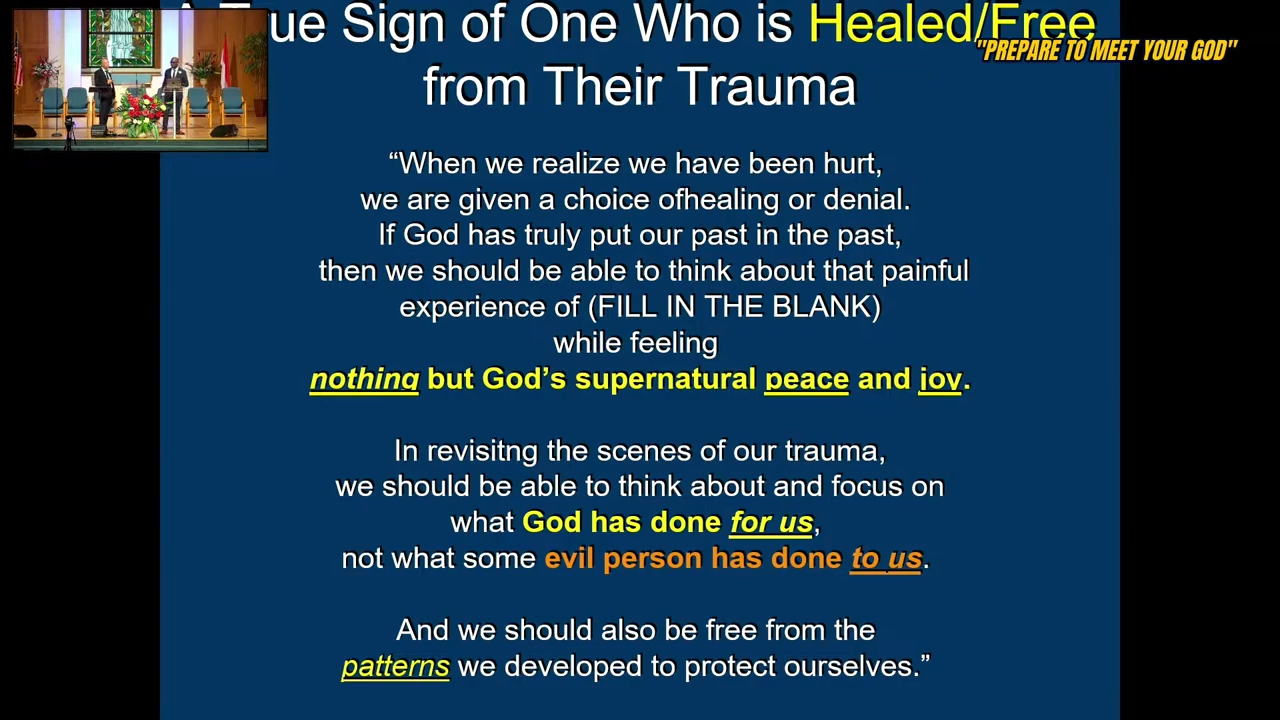 True Sign of One Who is Healed/Free
"PREPARE TO MEET YOUR GOD"
from Their Trauma
“When we realize we have been hurt,
we are given a choice ofhealing or denial.
If God has truly put our past in the past,
then we should be able to think about that painful
experience of (FILL IN THE BLANK)
while feeling
nothing but God’s supernatural peace and joy.
In revisitng the scenes of our trauma,
we should be able to think about and focus on
what God has done for us,
not what some evil person has done to us.
And we should also be free from the
patterns we developed to protect ourselves.”